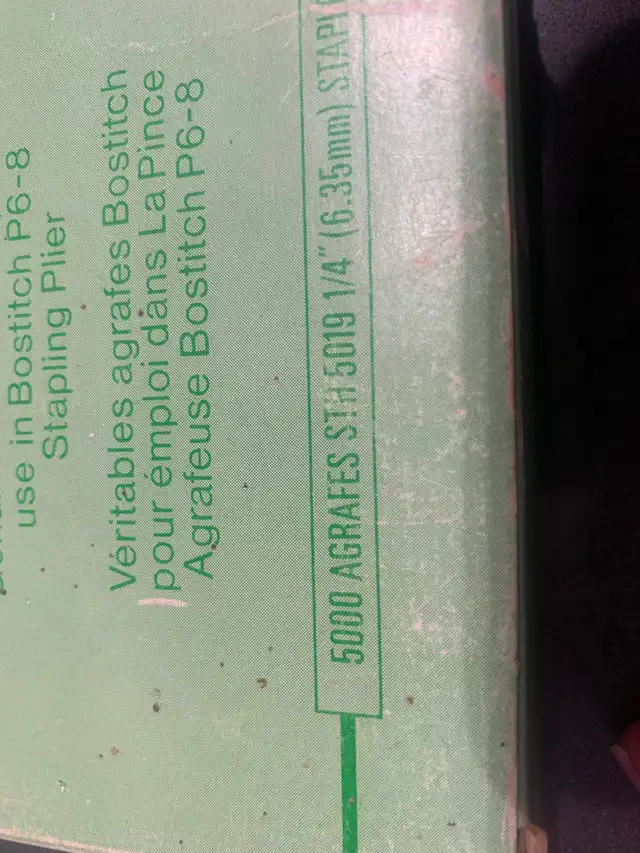 use in Bostitch P6-8
Stapling Plier
Véritables agrafes Bostitch
pour émploi dans La Pince
Agrafeuse Bostitch P6-8
5000 AGRAFES STH 5019 1/4" (6.35mm)